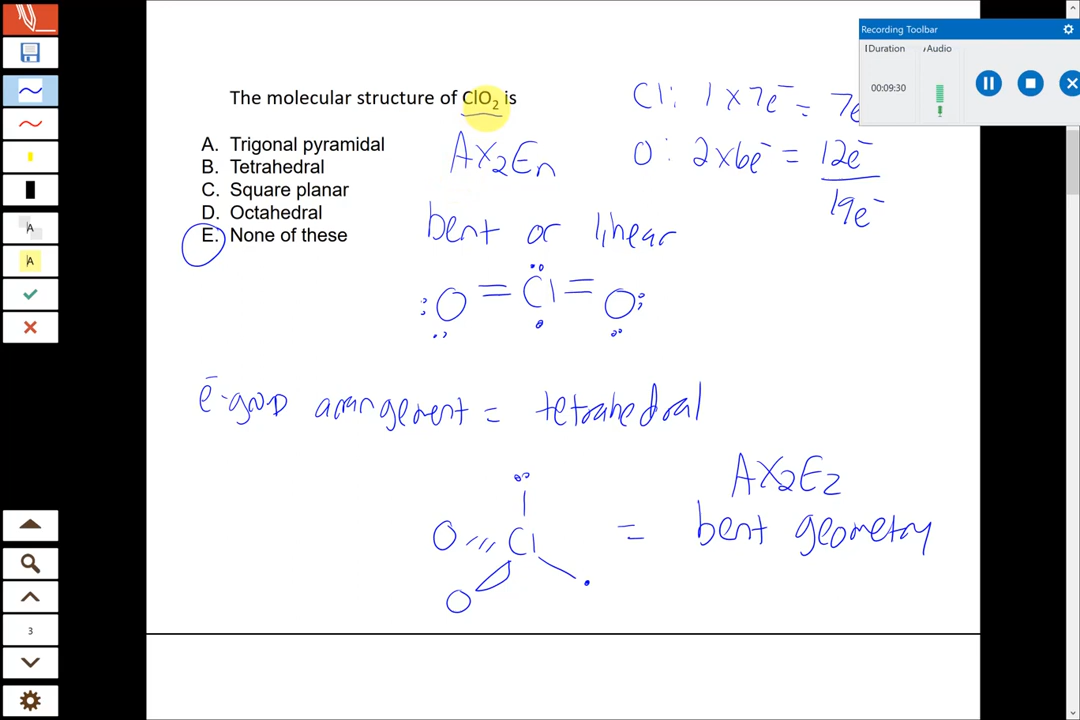 Recording Toolbar
Duration
Audio
00:09:30
The molecular structure of ClO₂ is
Cl: 1 x 7e⁻ = 7e
A. Trigonal pyramidal
B. Tetrahedral
C. Square planar
D. Octahedral
E. None of these
AX₂En
O: 2 x 6e⁻ = 12e⁻
19e⁻
bent or linear
O = Cl = O
e⁻-group arrangement = tetrahedral
AX₂E₂
O Cl = bent geometry
O
A
A
3